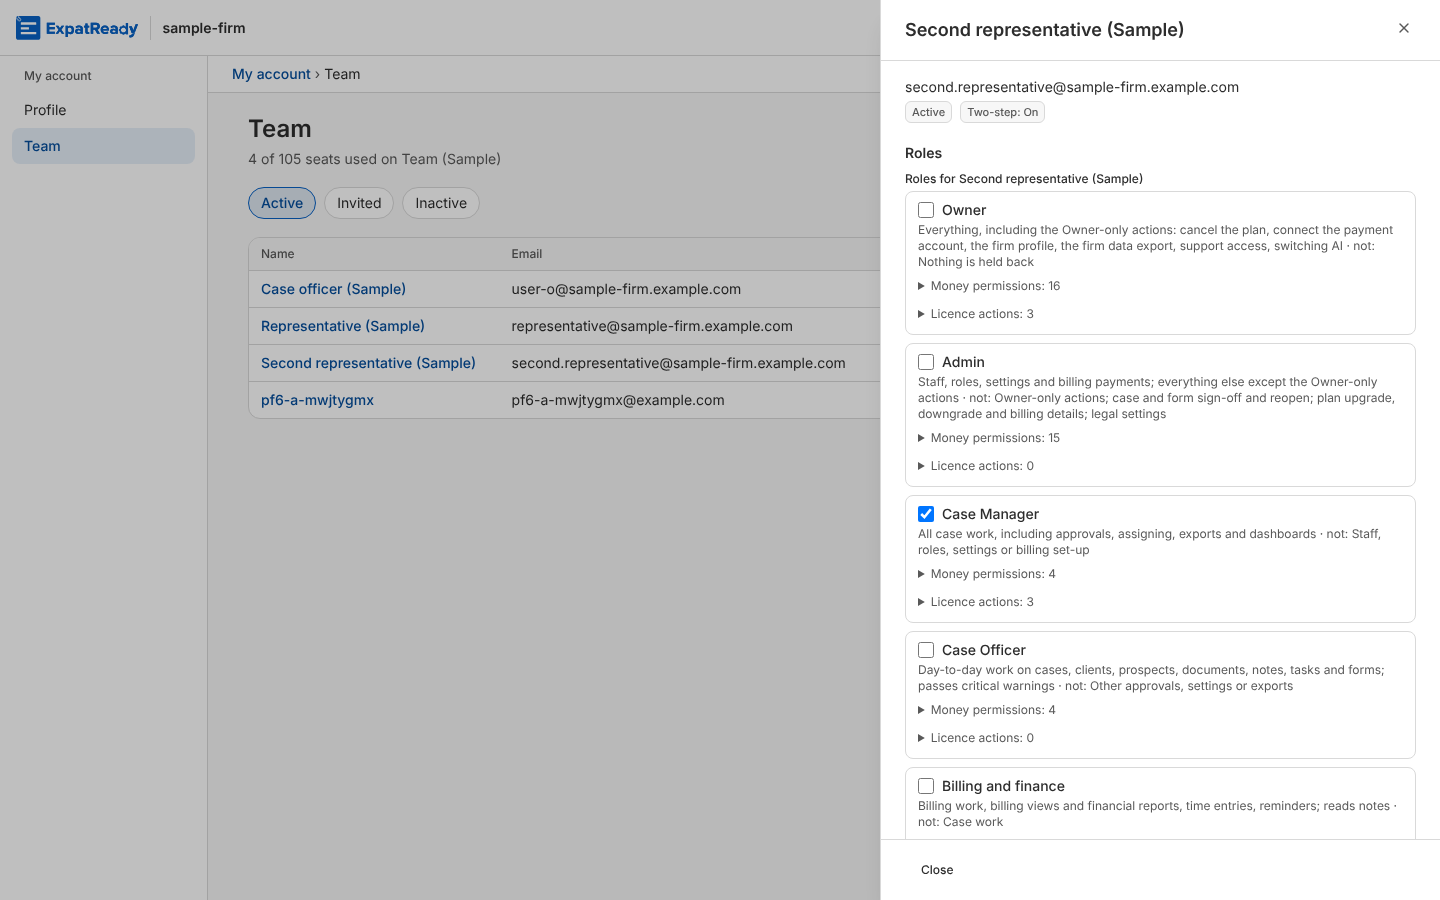 ExpatReady
sample-firm
My account
Profile
Team
My account › Team
Team
4 of 105 seats used on Team (Sample)
Active
Invited
Inactive
Name
Email
Case officer (Sample)
user-o@sample-firm.example.com
Representative (Sample)
representative@sample-firm.example.com
Second representative (Sample)
second.representative@sample-firm.example.com
pf6-a-mwjtygmx
pf6-a-mwjtygmx@example.com
Second representative (Sample)
second.representative@sample-firm.example.com
Active
Two-step: On
Roles
Roles for Second representative (Sample)
Owner
Everything, including the Owner-only actions: cancel the plan, connect the payment
account, the firm profile, the firm data export, support access, switching AI · not:
Nothing is held back
Money permissions: 16
Licence actions: 3
Admin
Staff, roles, settings and billing payments; everything else except the Owner-only
actions · not: Owner-only actions; case and form sign-off and reopen; plan upgrade,
downgrade and billing details; legal settings
Money permissions: 15
Licence actions: 0
Case Manager
All case work, including approvals, assigning, exports and dashboards · not: Staff,
roles, settings or billing set-up
Money permissions: 4
Licence actions: 3
Case Officer
Day-to-day work on cases, clients, prospects, documents, notes, tasks and forms;
passes critical warnings · not: Other approvals, settings or exports
Money permissions: 4
Licence actions: 0
Billing and finance
Billing work, billing views and financial reports, time entries, reminders; reads notes ·
not: Case work
Close